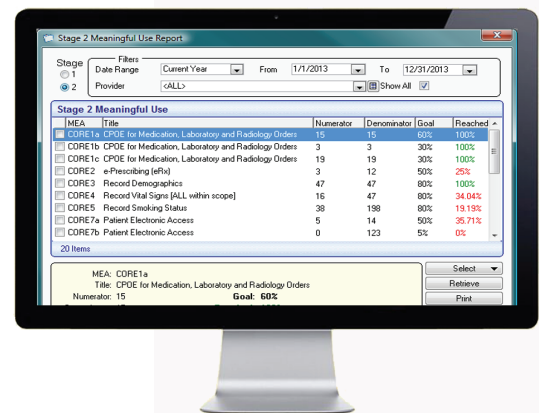 Stage 2 Meaningful Use Report
Stage
1
2
Filters
Date Range Current Year From 1/1/2013 To 12/31/2013
Provider <ALL> Show All
Stage 2 Meaningful Use
MEA Title Numerator Denominator Goal Reached
CORE1a CPOE for Medication, Laboratory and Radiology Orders 15 15 60% 100%
CORE1b CPOE for Medication, Laboratory and Radiology Orders 3 3 30% 100%
CORE1c CPOE for Medication, Laboratory and Radiology Orders 19 19 30% 100%
CORE2 e-Prescribing (eRx) 3 12 50% 25%
CORE3 Record Demographics 47 47 80% 100%
CORE4 Record Vital Signs [ALL within scope] 16 47 80% 34.04%
CORE5 Record Smoking Status 38 198 80% 19.19%
CORE7a Patient Electronic Access 5 14 50% 35.71%
CORE7b Patient Electronic Access 0 123 5% 0%
20 Items
MEA: CORE1a
Title: CPOE for Medication, Laboratory and Radiology Orders
Numerator: 15 Goal: 60%
Select
Retrieve
Print